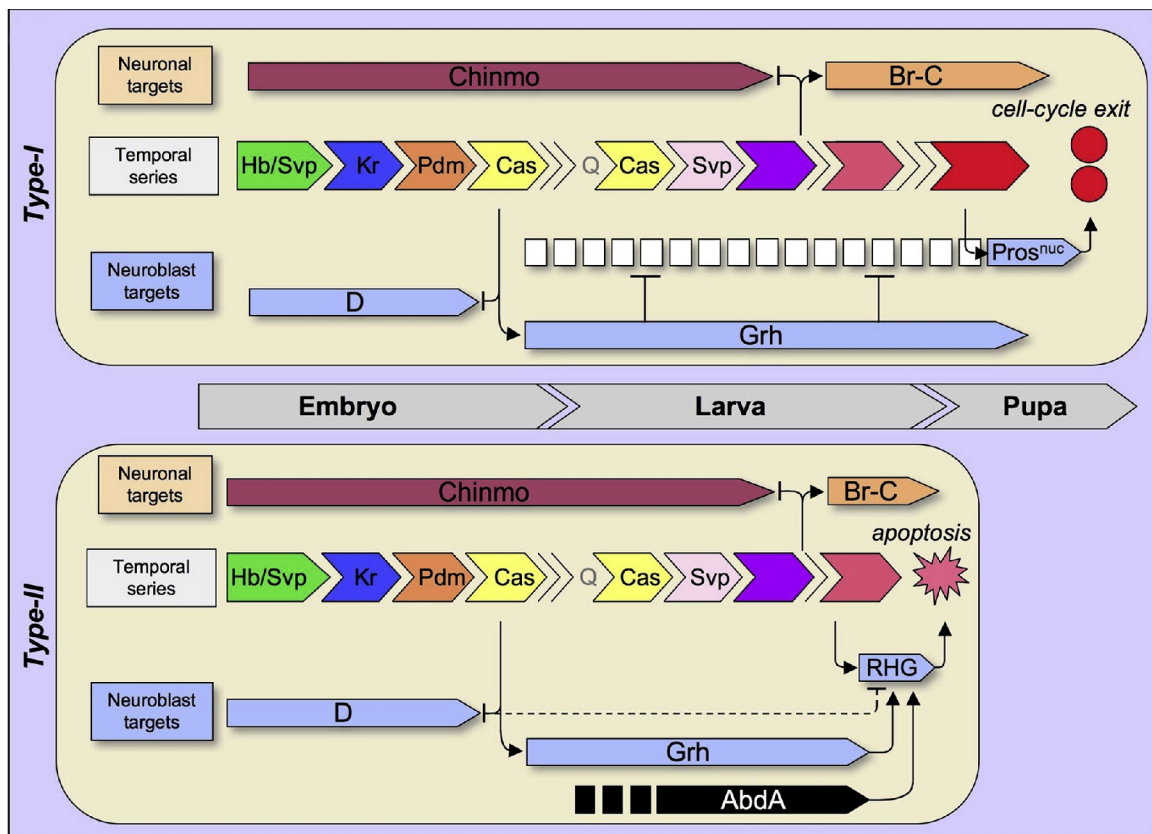 Type-I
Neuronal
targets
Chinmo
Br-C
cell-cycle exit
Temporal
series
Hb/Svp
Kr
Pdm
Cas
Q
Cas
Svp
Neuroblast
targets
Prosnuc
D
Grh
Embryo
Larva
Pupa
Type-II
Neuronal
targets
Chinmo
Br-C
apoptosis
Temporal
series
Hb/Svp
Kr
Pdm
Cas
Q
Cas
Svp
RHG
Neuroblast
targets
D
Grh
AbdA